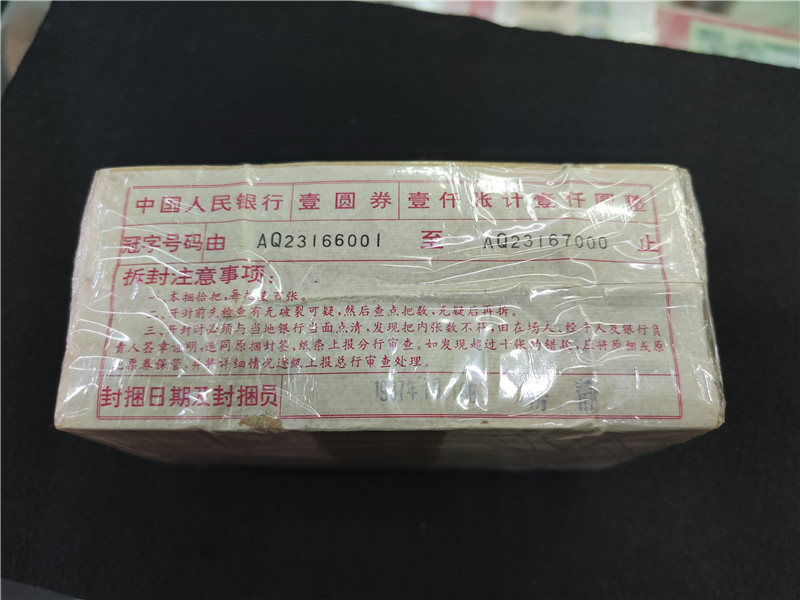 中国人民银行 壹圆券 壹仟张计壹仟圆整
冠字号码由 AQ23166001 至 AQ23167000 止
拆封注意事项：
一、本捆拾把，每把壹百张。
二、开封前先检查有无破裂可疑，然后查点把数，无疑后再拆。
三、开封时必须与当地银行当面点清，发现把内张数不符，由在场人、经手人及银行负
责人签章证明，连同原捆封签、纸条上报分行审查。如发现超过十张的错款，应将原捆或原
把票券保管，并将详细情况逐级上报总行审查处理。
封捆日期及封捆员